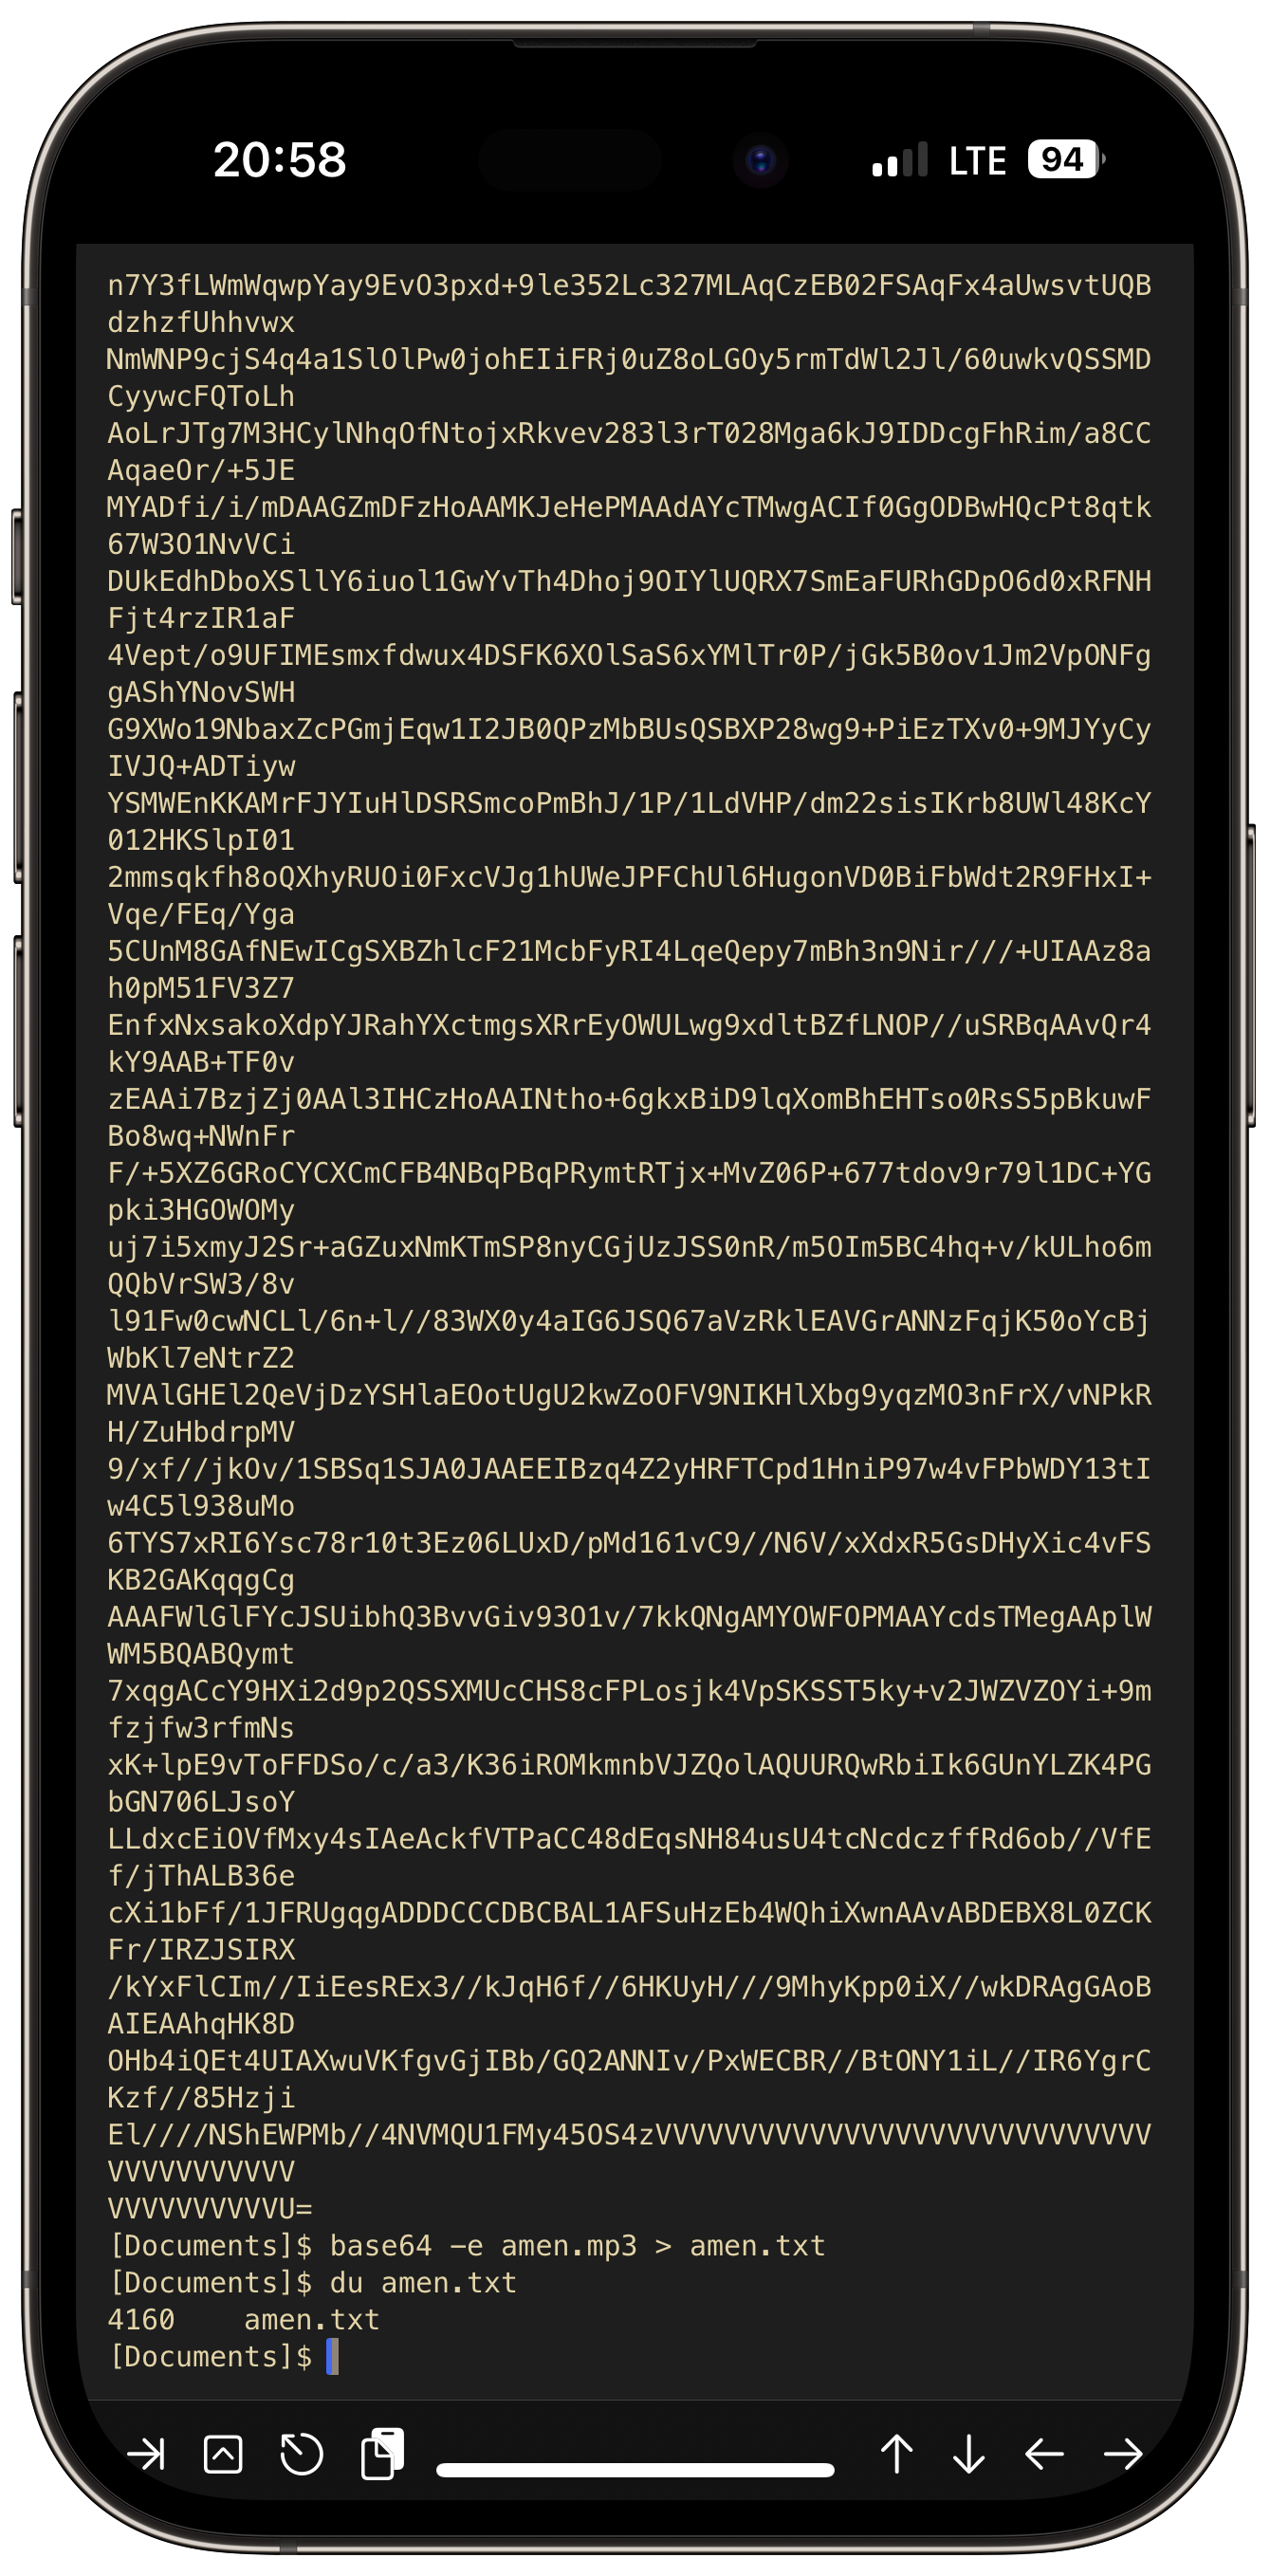 20:58
LTE 94
n7Y3fLWmWqwpYay9EvO3pxd+9le352Lc327MLAqCzEB02FSAqFx4aUwsvtUQB
dzhzfUhhvwx
NmWNP9cjS4q4a1SlOlPw0johEIiFRj0uZ8oLGOy5rmTdWl2Jl/60uwkvQSSMD
CyywcFQToLh
AoLrJTg7M3HCylNhqOfNtojxRkvev283l3rT028Mga6kJ9IDDcgFhRim/a8CC
AqaeOr/+5JE
MYADfi/i/mDAAGZmDFzHoAAMKJeHePMAAdAYcTMwgACIf0GgODBwHQcPt8qtk
67W3O1NvVCi
DUkEdhDboXSllY6iuol1GwYvTh4Dhoj9OIYlUQRX7SmEaFURhGDpO6d0xRFNH
Fjt4rzIR1aF
4Vept/o9UFIMEsmxfdwux4DSFK6XOlSaS6xYMlTr0P/jGk5B0ov1Jm2VpONFg
gAShYNovSWH
G9XWo19NbaxZcPGmjEqw1I2JB0QPzMbBUsQSBXP28wg9+PiEzTXv0+9MJYyCy
IVJQ+ADTiyw
YSMWEnKKAMrFJYIuHlDSRSmcoPmBhJ/1P/1LdVHP/dm22sisIKrb8UWl48KcY
012HKSlpI01
2mmsqkfh8oQXhyRUOi0FxcVJg1hUWeJPFChUl6HugonVD0BiFbWdt2R9FHxI+
Vqe/FEq/Yga
5CUnM8GAfNEwICgSXBZhlcF21McbFyRI4LqeQepy7mBh3n9Nir///+UIAAz8a
h0pM51FV3Z7
EnfxNxsakoXdpYJRahYXctmgsXRrEyOWULwg9xdltBZfLNOP//uSRBqAAvQr4
kY9AAB+TF0v
zEAAi7BzjZj0AAl3IHCzHoAAINtho+6gkxBiD9lqXomBhEHTso0RsS5pBkuwF
Bo8wq+NWnFr
F/+5XZ6GRoCYCXCmCFB4NBqPBqPRymtRTjx+MvZ06P+677tdov9r79l1DC+YG
pki3HGOWOMy
uj7i5xmyJ2Sr+aGZuxNmKTmSP8nyCGjUzJSS0nR/m5OIm5BC4hq+v/kULho6m
QQbVrSW3/8v
l91Fw0cwNCLl/6n+l//83WX0y4aIG6JSQ67aVzRklEAVGrANNzFqjK50oYcBj
WbKl7eNtrZ2
MVAlGHEl2QeVjDzYSHlaEOotUgU2kwZoOFV9NIKHlXbg9yqzMO3nFrX/vNPkR
H/ZuHbdrpMV
9/xf//jkOv/1SBSq1SJA0JAAEEIBzq4Z2yHRFTCpd1HniP97w4vFPbWDY13tI
w4C5l938uMo
6TYS7xRI6Ysc78r10t3Ez06LUxD/pMd161vC9//N6V/xXdxR5GsDHyXic4vFS
KB2GAKqqgCg
AAAFWlGlFYcJSUibhQ3BvvGiv93O1v/7kkQNgAMYOWFOPMAAYcdsTMegAAplW
WM5BQABQymt
7xqgACcY9HXi2d9p2QSSXMUcCHS8cFPLosjk4VpSKSST5ky+v2JWZVZOYi+9m
fzjfw3rfmNs
xK+lpE9vToFFDSo/c/a3/K36iROMkmnbVJZQolAQUURQwRbiIk6GUnYLZK4PG
bGN706LJsoY
LLdxcEiOVfMxy4sIAeAckfVTPaCC48dEqsNH84usU4tcNcdczffRd6ob//VfE
f/jThALB36e
cXi1bFf/1JFRUgqgADDDCCCDBCBAL1AFSuHzEb4WQhiXwnAAvABDEBX8L0ZCK
Fr/IRZJSIRX
/kYxFlCIm//IiEesREx3//kJqH6f//6HKUyH///9MhyKpp0iX//wkDRAgGAoB
AIEAAhqHK8D
OHb4iQEt4UIAXwuVKfgvGjIBb/GQ2ANNIv/PxWECBR//BtONY1iL//IR6YgrC
Kzf//85Hzji
El////NShEWPMb//4NVMQU1FMy45OS4zVVVVVVVVVVVVVVVVVVVVVVVVVVVVV
VVVVVVVVVVV
VVVVVVVVVVU=
[Documents]$ base64 -e amen.mp3 > amen.txt
[Documents]$ du amen.txt
4160    amen.txt
[Documents]$